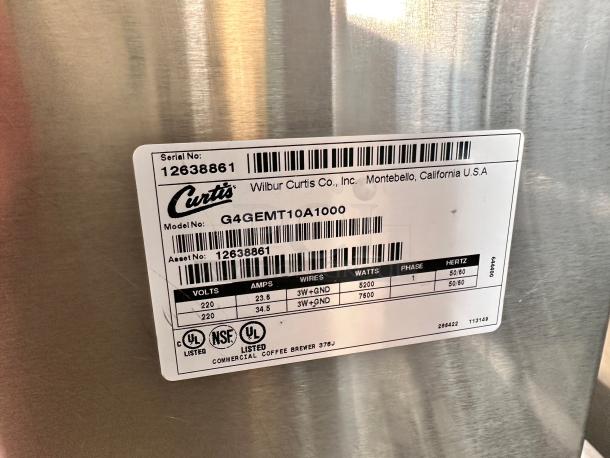 Serial No:
12638861
Curtis
Wilbur Curtis Co., Inc. Montebello, California U.S.A
Model No: G4GEMT10A1000
Asset No: 12638861
VOLTS AMPS WIRES WATTS PHASE HERTZ
220 23.5 3W+GND 5200 1 50/60
220 34.5 3W+GND 7600 50/60
C UL LISTED NSF UL LISTED
COMMERCIAL COFFEE BREWER 376J